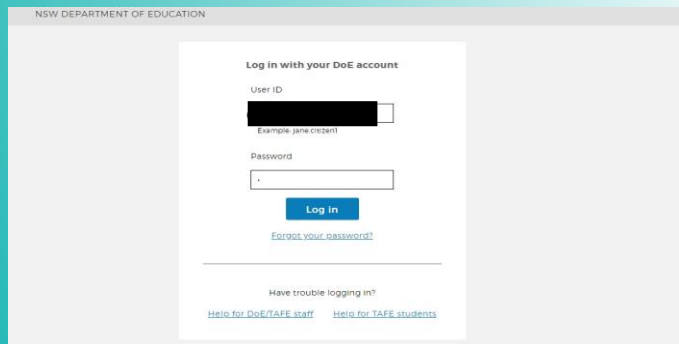 NSW DEPARTMENT OF EDUCATION
Log in with your DoE account
User ID
Example: jane.citizen1
Password
Log in
Forgot your password?
Have trouble logging in?
Help for DoE/TAFE staff Help for TAFE students